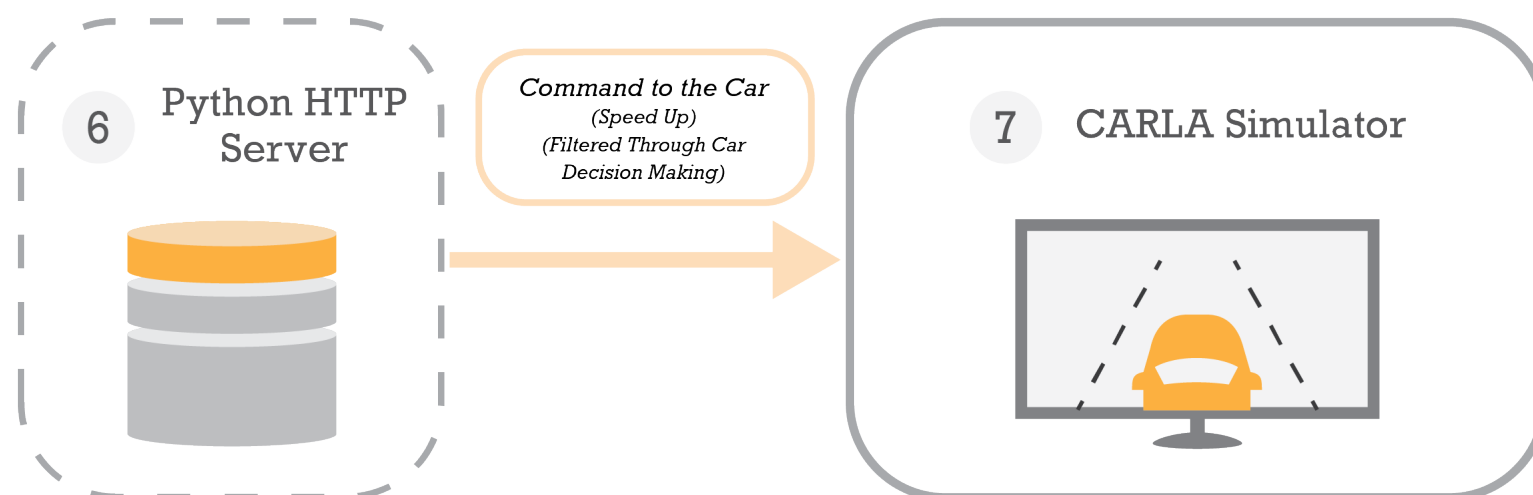 6
Python HTTP
Server
Command to the Car
(Speed Up)
(Filtered Through Car
Decision Making)
7
CARLA Simulator